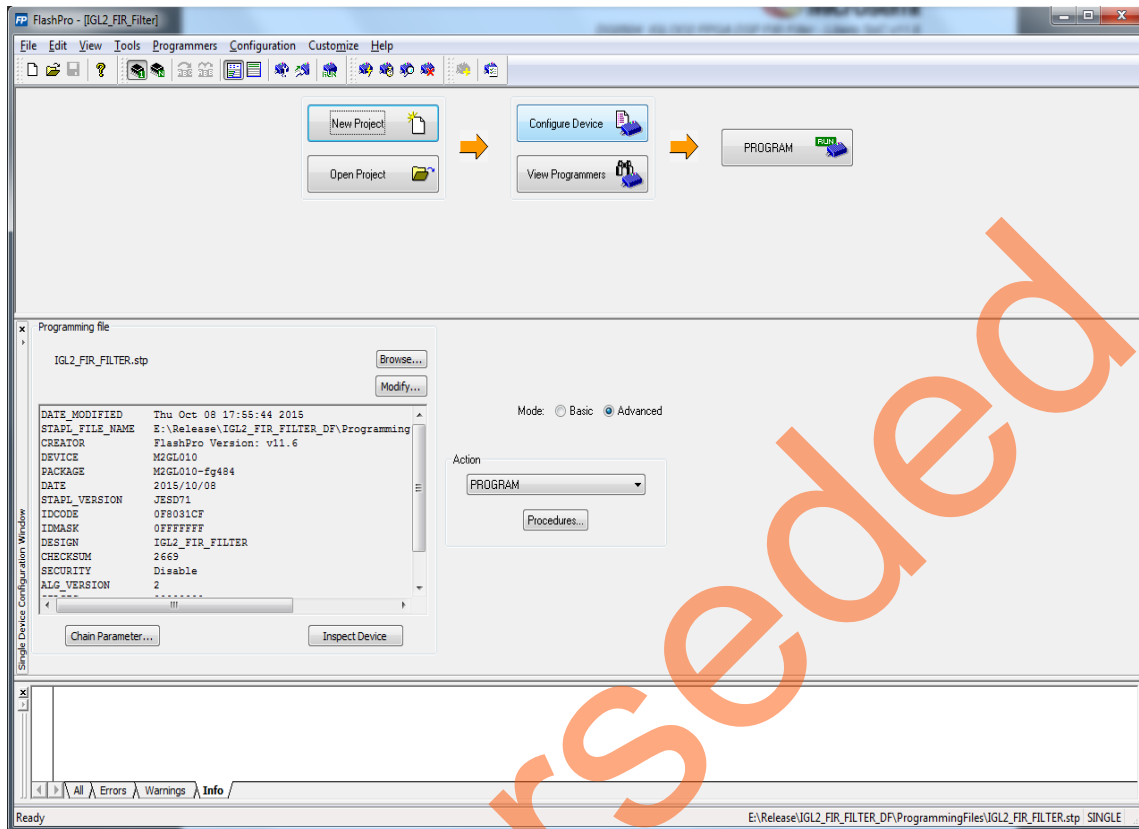 FlashPro - [IGL2_FIR_Filter]
File Edit View Tools Programmers Configuration Customize Help
New Project
Configure Device
PROGRAM
RUN
Open Project
View Programmers
Programming file
IGL2_FIR_FILTER.stp
Browse...
Modify...
DATE_MODIFIED Thu Oct 08 17:55:44 2015
STAPL_FILE_NAME E:\Release\IGL2_FIR_FILTER_DF\Programming
CREATOR FlashPro Version: v11.6
DEVICE M2GL010
PACKAGE M2GL010-fg484
DATE 2015/10/08
STAPL_VERSION JESD71
IDCODE 0F8031CF
IDMASK 0FFFFFFF
DESIGN IGL2_FIR_FILTER
CHECKSUM 2669
SECURITY Disable
ALG_VERSION 2
Chain Parameter...
Inspect Device
Mode: Basic Advanced
Action
PROGRAM
Procedures...
Single Device Configuration Window
All Errors Warnings Info
Ready
E:\Release\IGL2_FIR_FILTER_DF\ProgrammingFiles\IGL2_FIR_FILTER.stp SINGLE
rseded